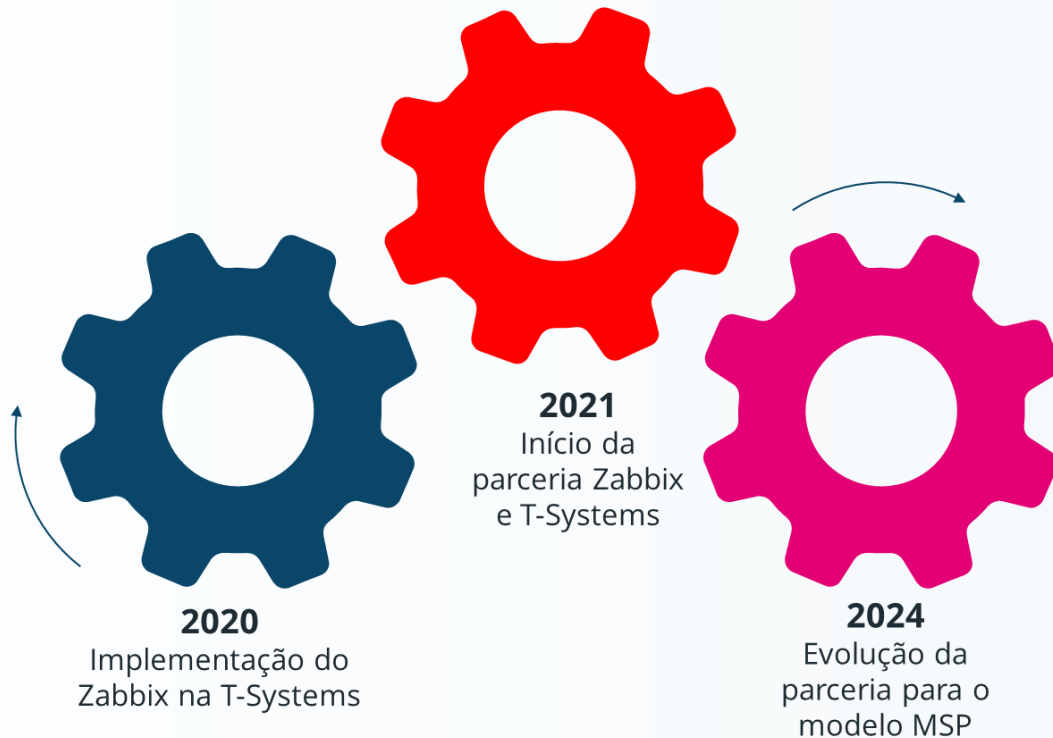 2020
Implementação do
Zabbix na T-Systems
2021
Início da
parceria Zabbix
e T-Systems
2024
Evolução da
parceria para o
modelo MSP